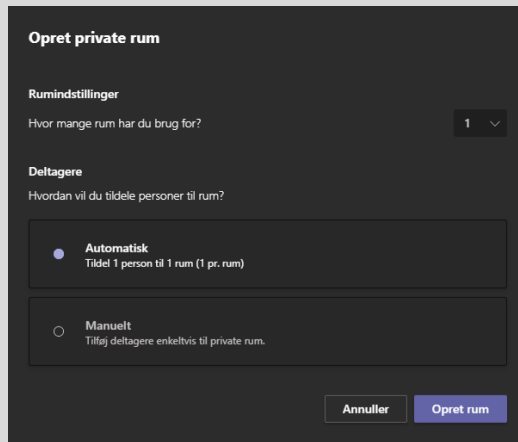 Opret private rum
Rumindstillinger
Hvor mange rum har du brug for?
1
Deltagere
Hvordan vil du tildele personer til rum?
Automatisk
Tildel 1 person til 1 rum (1 pr. rum)
Manuelt
Tilføj deltagere enkeltvis til private rum.
Annuller
Opret rum